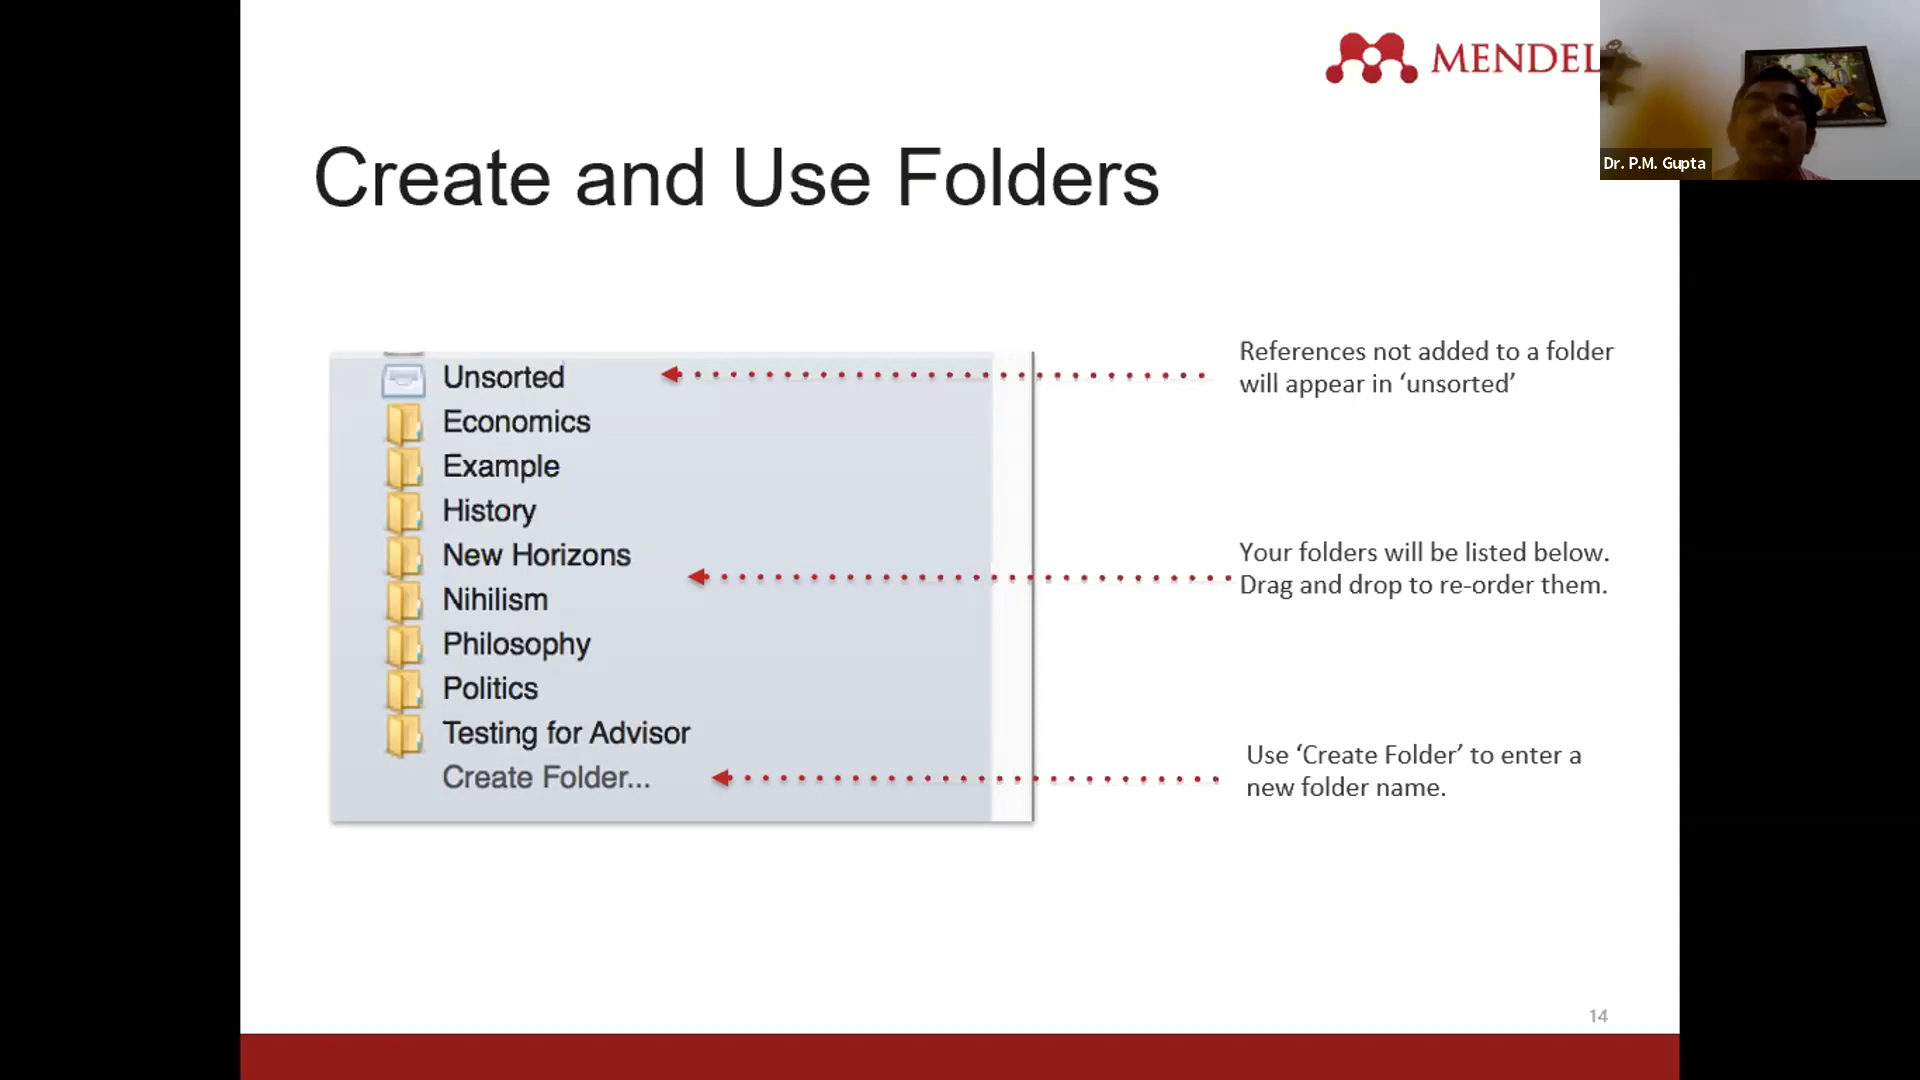 MENDEL
Dr. P.M. Gupta
Create and Use Folders
Unsorted
Economics
Example
History
New Horizons
Nihilism
Philosophy
Politics
Testing for Advisor
Create Folder...
References not added to a folder
will appear in ‘unsorted’
Your folders will be listed below.
Drag and drop to re-order them.
Use ‘Create Folder’ to enter a
new folder name.
14